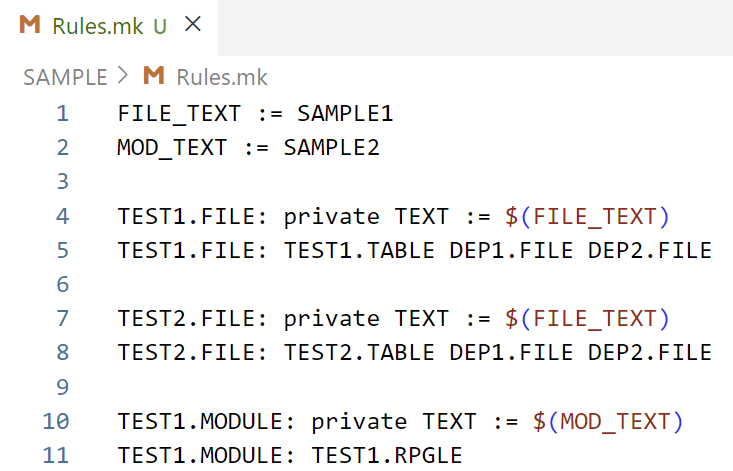 Rules.mk U
SAMPLE > Rules.mk
1 FILE_TEXT := SAMPLE1
2 MOD_TEXT := SAMPLE2
3
4 TEST1.FILE: private TEXT := $(FILE_TEXT)
5 TEST1.FILE: TEST1.TABLE DEP1.FILE DEP2.FILE
6
7 TEST2.FILE: private TEXT := $(FILE_TEXT)
8 TEST2.FILE: TEST2.TABLE DEP1.FILE DEP2.FILE
9
10 TEST1.MODULE: private TEXT := $(MOD_TEXT)
11 TEST1.MODULE: TEST1.RPGLE